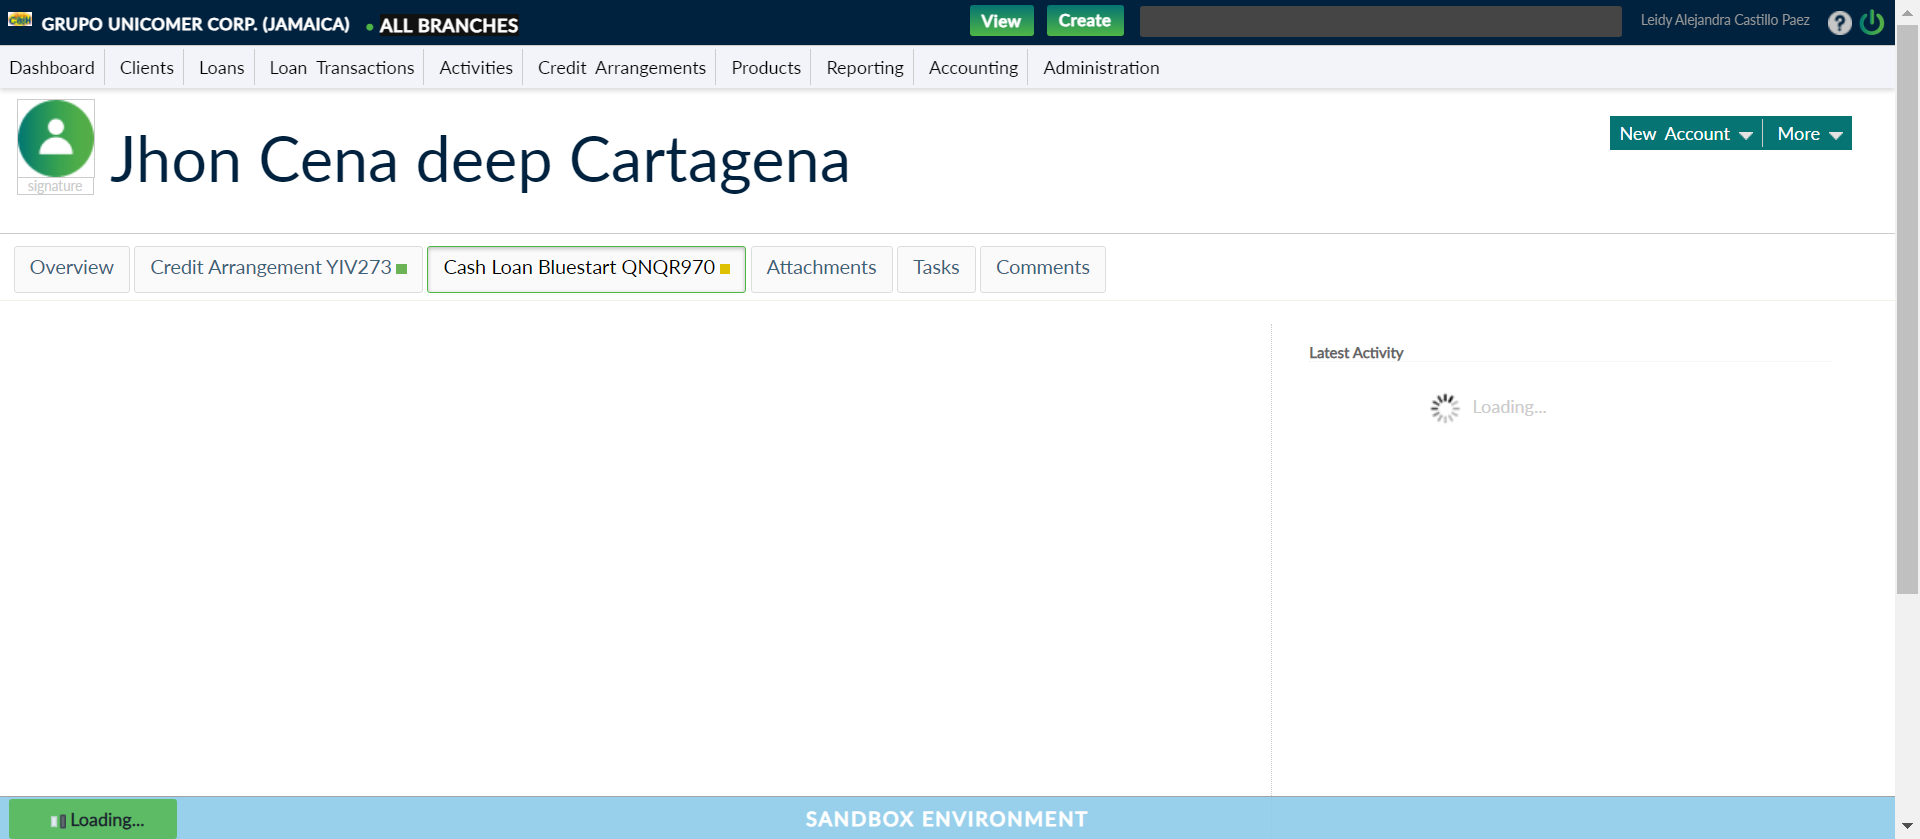 Cash GRUPO UNICOMER CORP. (JAMAICA) • ALL BRANCHES View Create Leidy Alejandra Castillo Paez ?
Dashboard Clients Loans Loan Transactions Activities Credit Arrangements Products Reporting Accounting Administration
signature
Jhon Cena deep Cartagena
New Account More
Overview Credit Arrangement YIV273 Cash Loan Bluestart QNQR970 Attachments Tasks Comments
Latest Activity
Loading...
Loading... SANDBOX ENVIRONMENT